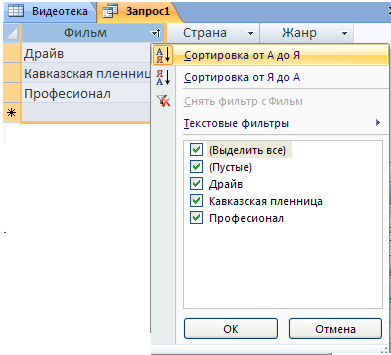 Видеотека Запрос1
Фильм Страна Жанр
Драйв
Кавказская пленниц
Професионал
Сортировка от А до Я
Сортировка от Я до А
Снять фильтр с Фильм
Текстовые фильтры
(Выделить все)
(Пустые)
Драйв
Кавказская пленница
Професионал
ОК Отмена